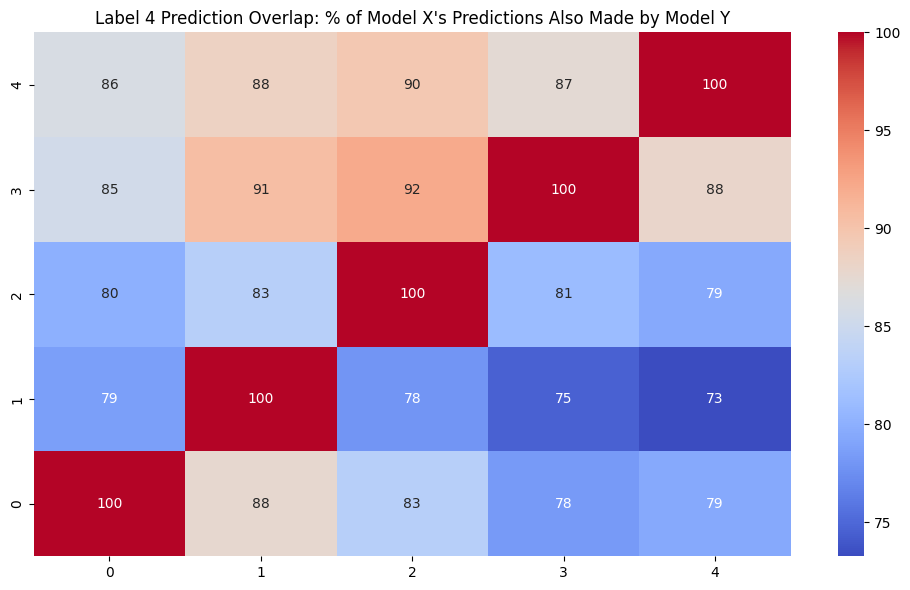 Label 4 Prediction Overlap: % of Model X's Predictions Also Made by Model Y
4 86 88 90 87 100
3 85 91 92 100 88
2 80 83 100 81 79
1 79 100 78 75 73
0 100 88 83 78 79
0 1 2 3 4
100
95
90
85
80
75